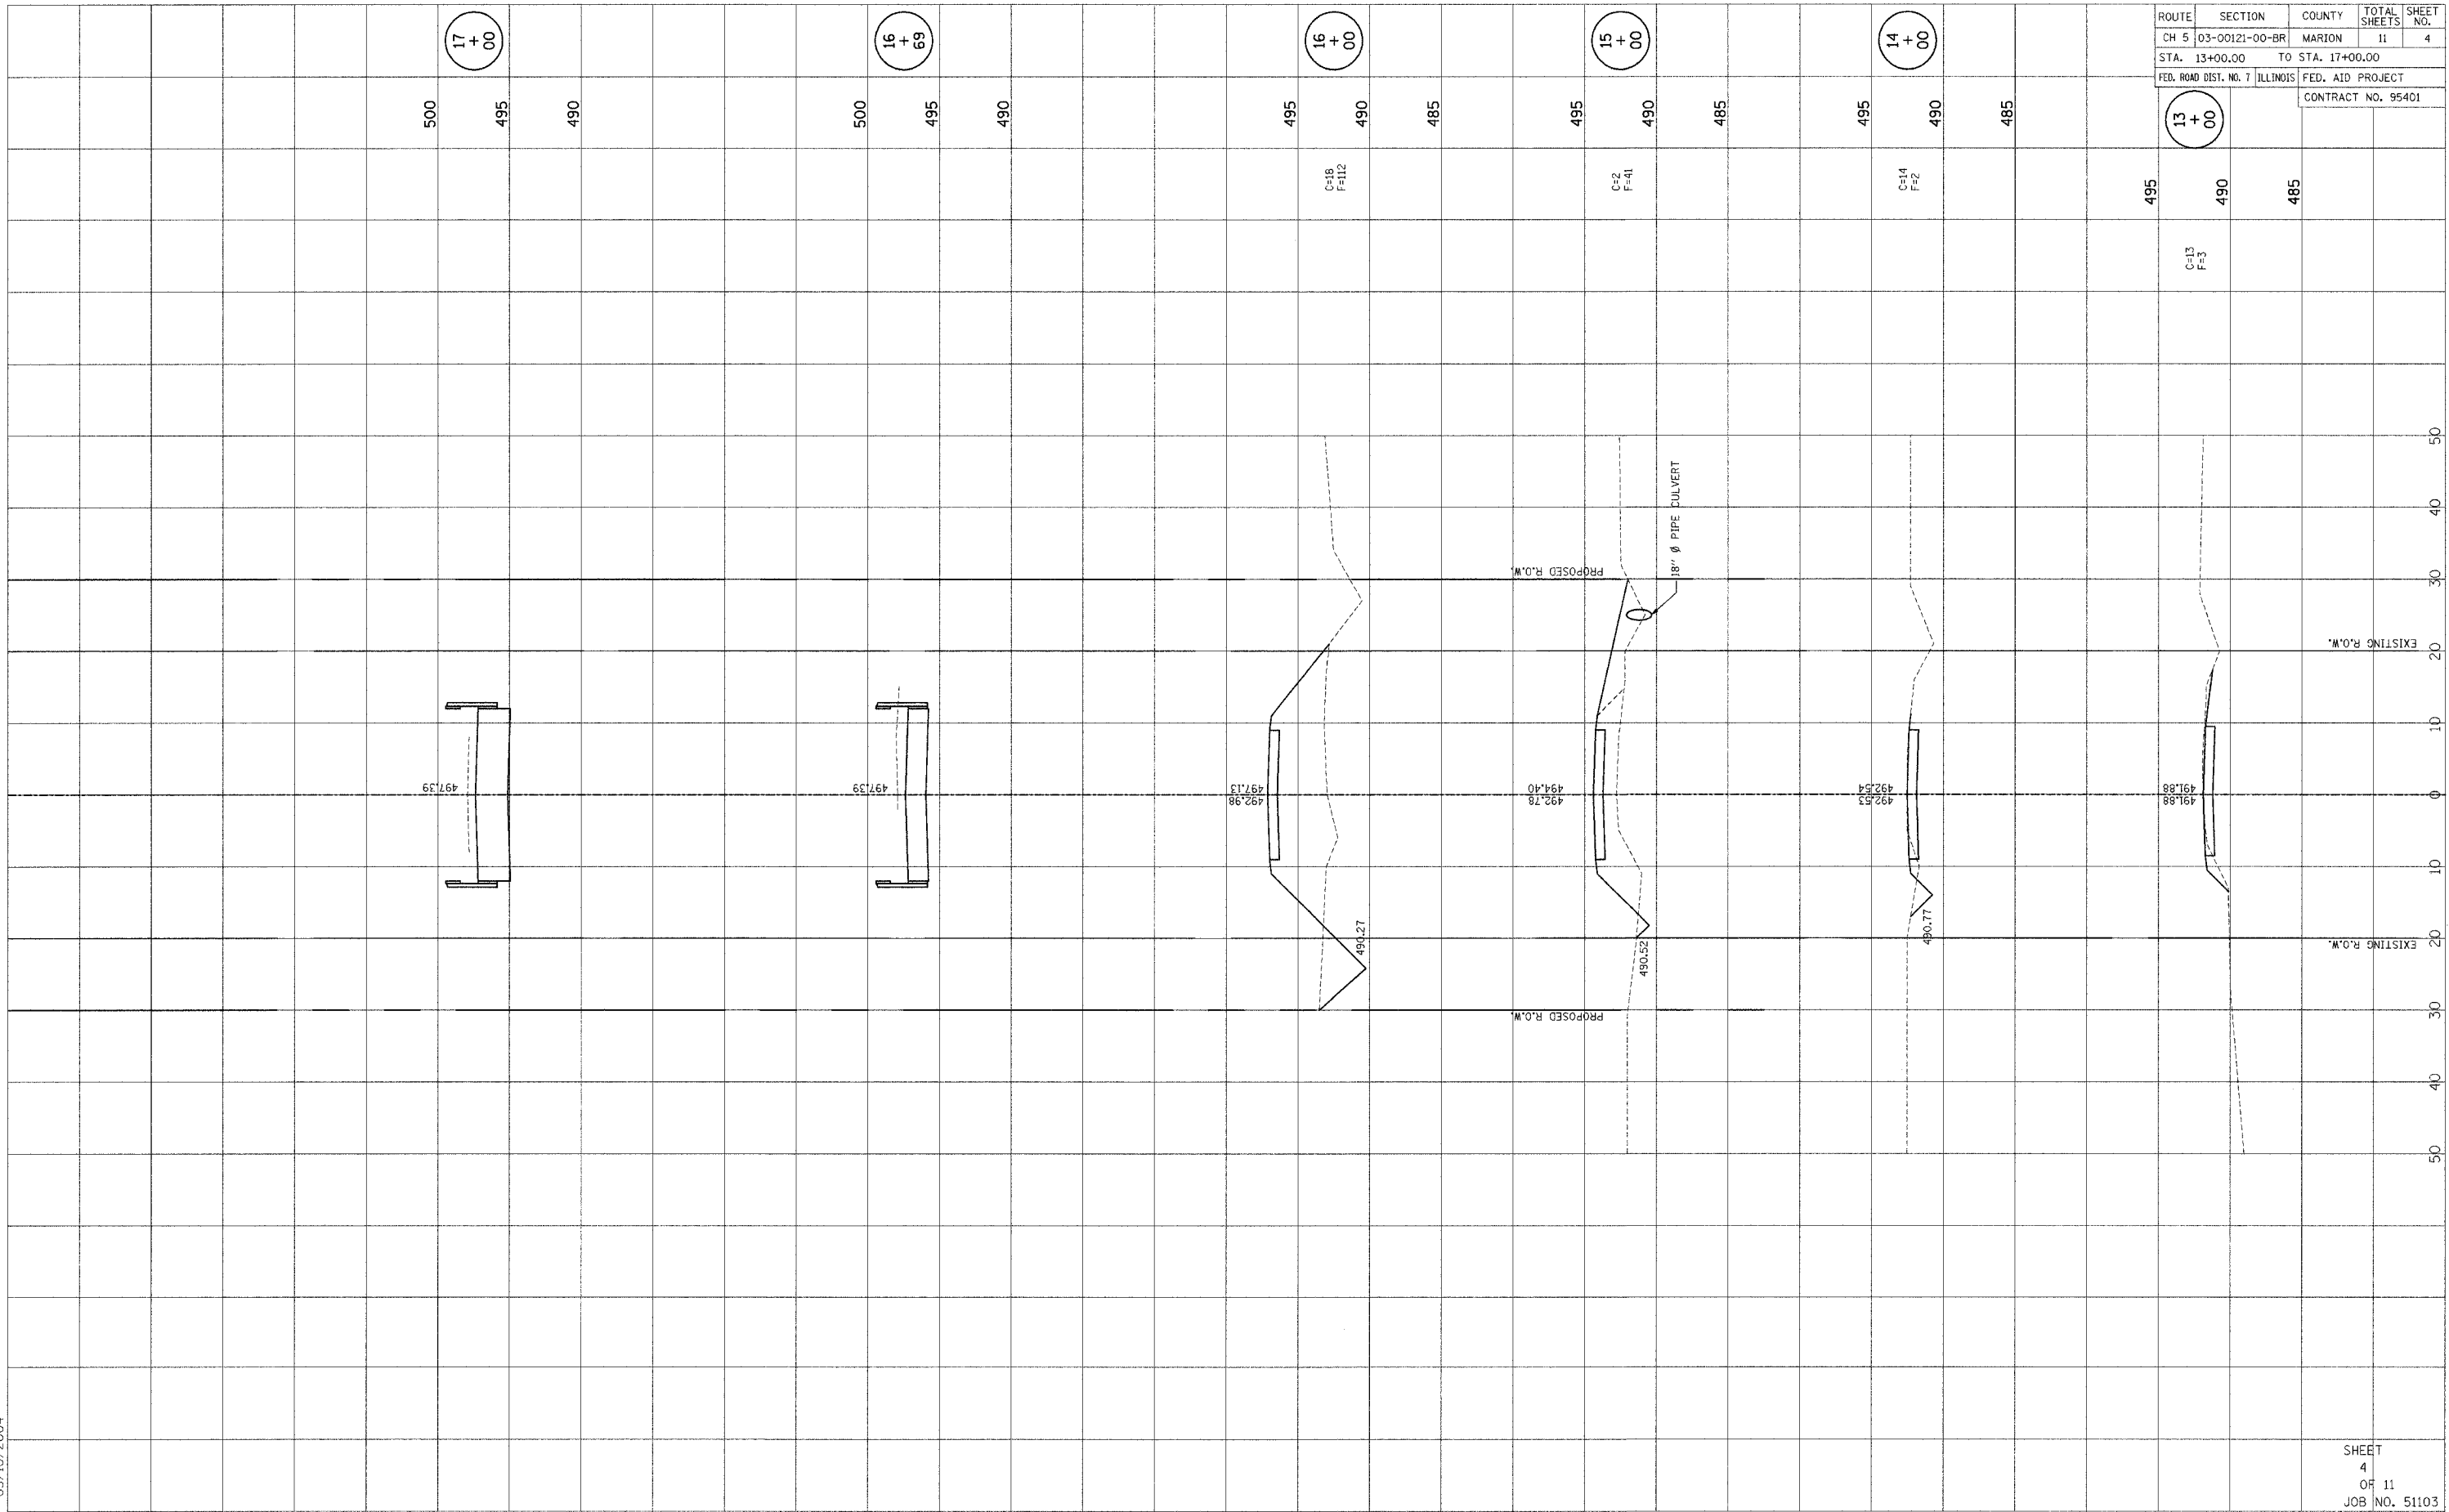 ROUTE SECTION COUNTY TOTAL SHEETS SHEET NO.
CH 5 03-00121-00-BR MARION 11 4
STA. 13+00.00 TO STA. 17+00.00
FED. ROAD DIST. NO. 7 ILLINOIS FED. AID PROJECT
CONTRACT NO. 95401
17 + 00
500
495
490
497.39
16 + 69
500
495
490
497.39
16 + 00
495
490
485
C=18
F=112
497.13
492.98
490.27
15 + 00
495
490
485
C=2
F=41
18" Ø PIPE CULVERT
PROPOSED R.O.W.
494.40
492.78
490.52
PROPOSED R.O.W.
14 + 00
495
490
485
C=14
F=2
492.54
492.53
490.77
13 + 00
495
490
485
C=13
F=3
491.88
491.88
EXISTING R.O.W.
EXISTING R.O.W.
50
40
30
20
10
0
10
20
30
40
50
SHEET
4
OF 11
JOB NO. 51103